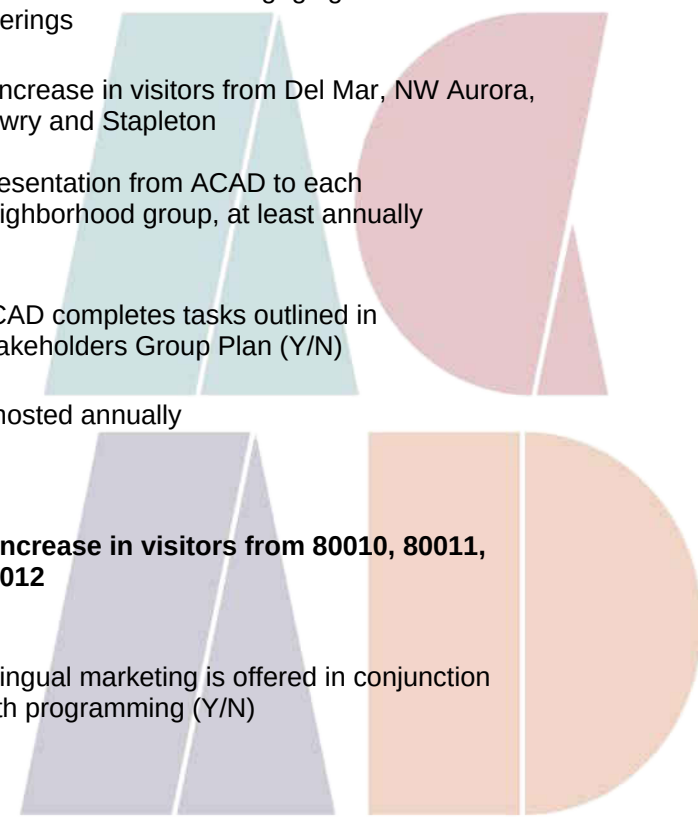 erings
ncrease in visitors from Del Mar, NW Aurora,
wry and Stapleton
esentation from ACAD to each
ighborhood group, at least annually
CAD completes tasks outlined in
akeholders Group Plan (Y/N)
hosted annually
ncrease in visitors from 80010, 80011,
012
lingual marketing is offered in conjunction
th programming (Y/N)